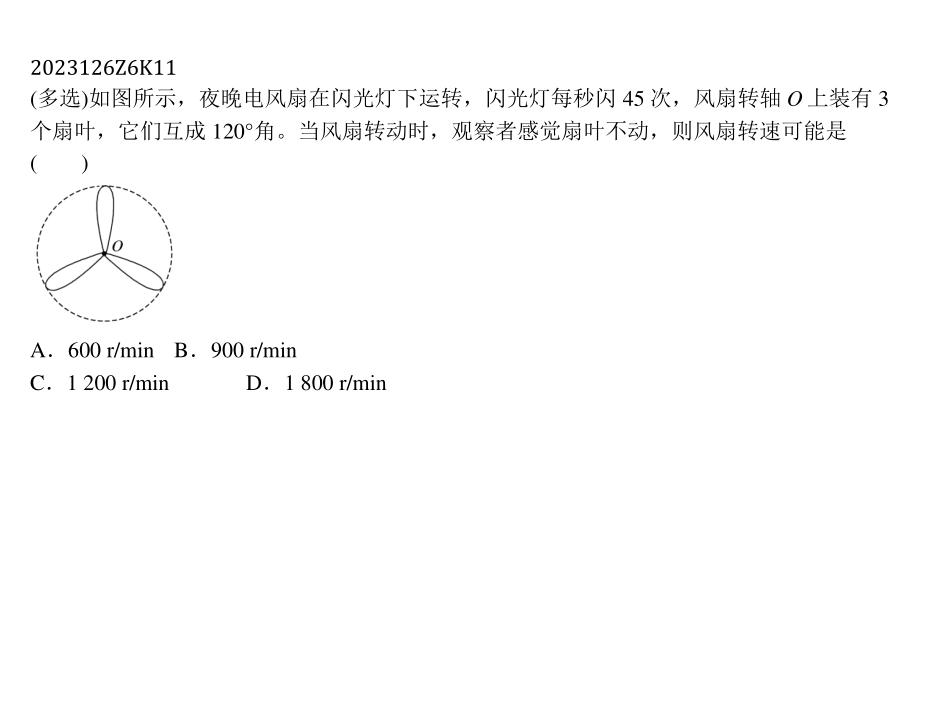 2023126Z6K11
(多选)如图所示，夜晚电风扇在闪光灯下运转，闪光灯每秒闪 45 次，风扇转轴 O 上装有 3
个扇叶，它们互成 120°角。当风扇转动时，观察者感觉扇叶不动，则风扇转速可能是
(　　)
O
A．600 r/min　B．900 r/min
C．1 200 r/min　　　D．1 800 r/min